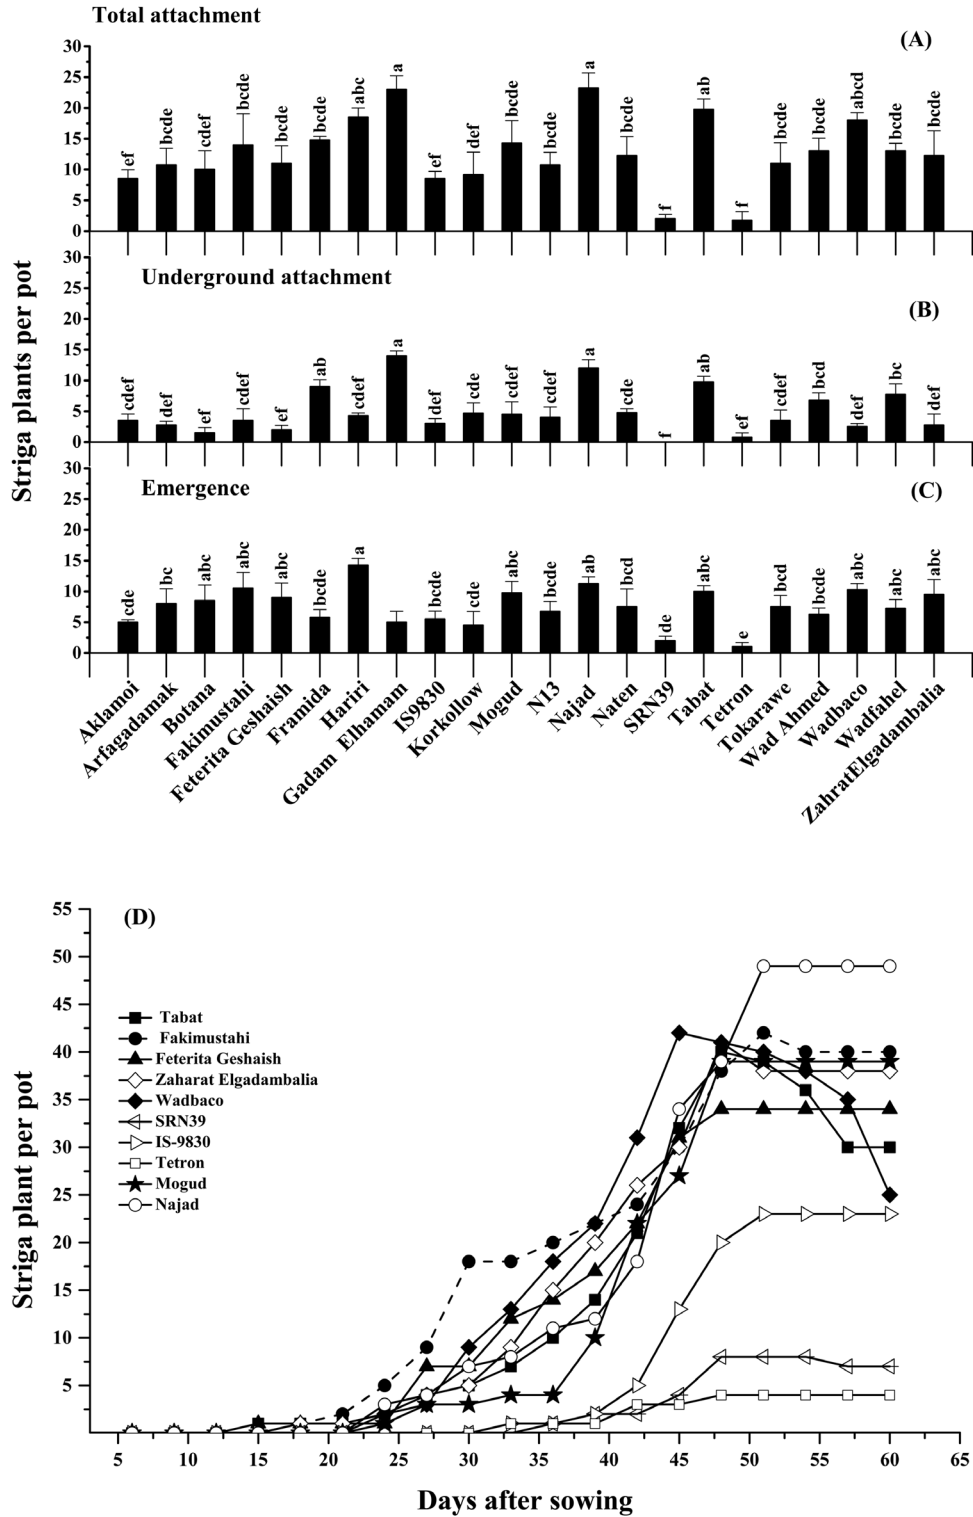 Total attachment
(A)
30
25
20
15
10
5
0
ef
bcde
cdef
bcde
bcde
bcde
abc
a
ef
def
bcde
bcde
a
bcde
f
ab
f
bcde
bcde
abcd
bcde
bcde
Striga plants per pot
Underground attachment
(B)
30
25
20
15
10
5
0
cdef
def
ef
cdef
ef
ab
cdef
a
def
cde
cdef
cdef
a
cde
f
ab
ef
cdef
bcd
def
bc
def
Emergence
(C)
30
25
20
15
10
5
0
cde
bc
abc
abc
abc
bcde
a
bcde
cde
abc
bcde
ab
bcd
de
ab
e
bcde
bcde
abc
abc
abc
Aklamoi
Arfagadamak
Botana
Fakimustahi
Feterita Geshaish
Framida
Hariri
Gadam Elhamam
IS9830
Korkollow
Mogud
N13
Najad
Naten
SRN39
Tabat
Tetron
Tokarawe
Wad Ahmed
Wadbaco
Wadfahel
ZahratElgadambalia
(D)
Striga plant per pot
55
50
45
40
35
30
25
20
15
10
5
Tabat
Fakimustahi
Feterita Geshaish
Zaharat Elgadambalia
Wadbaco
SRN39
IS-9830
Tetron
Mogud
Najad
5 10 15 20 25 30 35 40 45 50 55 60 65
Days after sowing